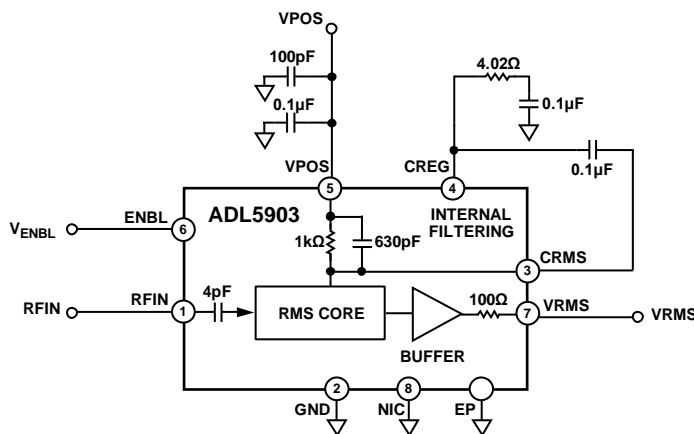 VPOS
100pF
0.1µF
VPOS
5
4.02Ω
0.1µF
0.1µF
CREG
4
ADL5903
INTERNAL
FILTERING
VENBL
ENBL
6
1kΩ
630pF
3
CRMS
RFIN
RFIN
1
4pF
RMS CORE
BUFFER
100Ω
7
VRMS
VRMS
2
8
GND
NIC
EP